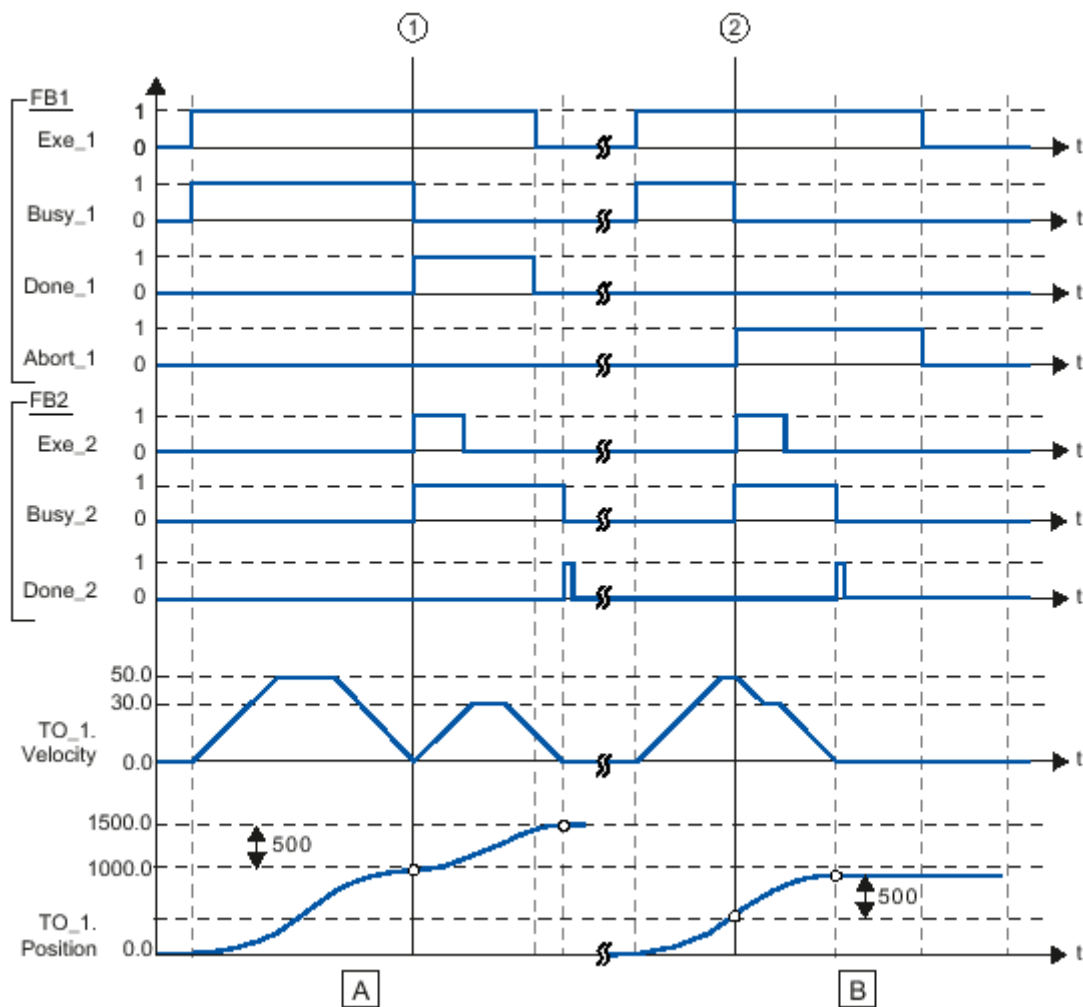 1 2
FB1
Exe_1 1 0 t
Busy_1 1 0 t
Done_1 1 0 t
Abort_1 1 0 t
FB2
Exe_2 1 0 t
Busy_2 1 0 t
Done_2 1 0 t
50.0
30.0
TO_1.
Velocity 0.0 t
1500.0
500
1000.0
500
TO_1.
Position 0.0 t
A B